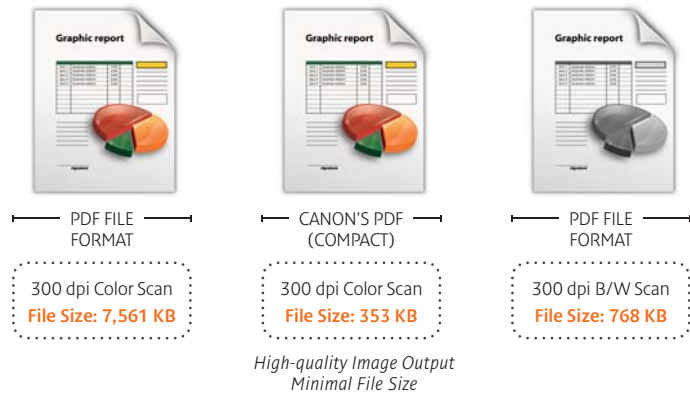 Graphic report
Graphic report
Graphic report
PDF FILE
FORMAT
300 dpi Color Scan
File Size: 7,561 KB
CANON'S PDF
(COMPACT)
300 dpi Color Scan
File Size: 353 KB
High-quality Image Output
Minimal File Size
PDF FILE
FORMAT
300 dpi B/W Scan
File Size: 768 KB